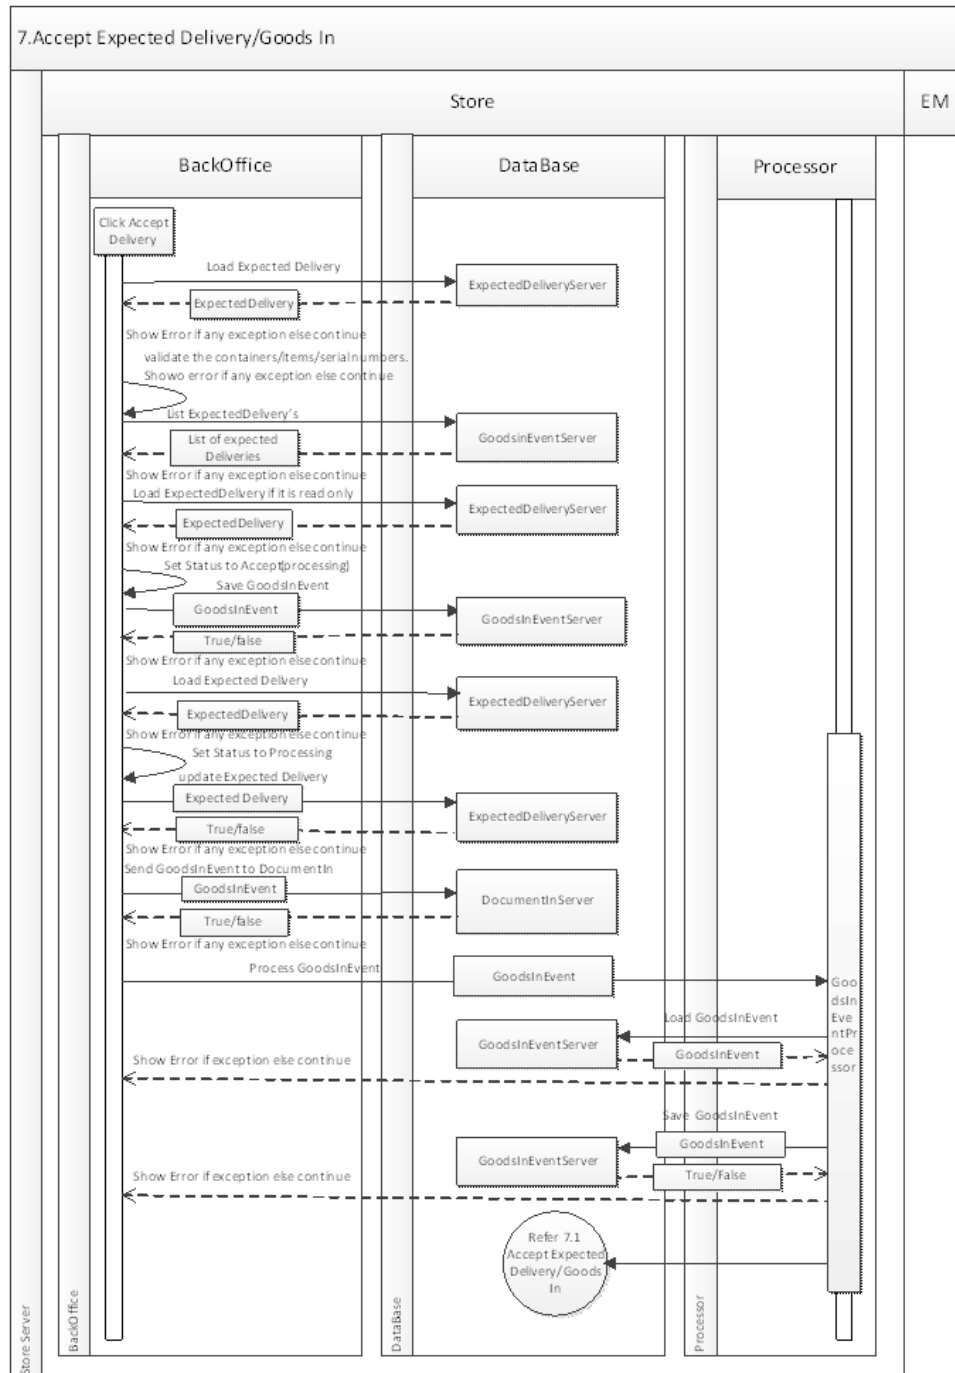 7.Accept Expected Delivery/Goods In
Store
EM
BackOffice
DataBase
Processor
Click Accept
Delivery
Load Expected Delivery
ExpectedDeliveryServer
ExpectedDelivery
Show Error if any exception else continue
validate the containers/items/serial numbers.
Showo error if any exception else continue
List ExpectedDelivery's
GoodsinEventServer
List of expected
Deliveries
Show Error if any exception else continue
Load ExpectedDelivery if it is read only
ExpectedDeliveryServer
ExpectedDelivery
Show Error if any exception else continue
Set Status to Accept(processing)
Save GoodsInEvent
GoodsInEvent
GoodsInEventServer
True/false
Show Error if any exception else continue
Load Expected Delivery
ExpectedDeliveryServer
ExpectedDelivery
Show Error if any exception else continue
Set Status to Processing
update Expected Delivery
Expected Delivery
ExpectedDeliveryServer
True/false
Show Error if any exception else continue
Send GoodsInEvent to DocumentIn
GoodsInEvent
DocumentInServer
True/false
Show Error if any exception else continue
Process GoodsInEvent
GoodsInEvent
Goo
dsIn
Eve
ntPr
oce
ssor
Load GoodsInEvent
GoodsInEventServer
GoodsInEvent
Show Error if exception else continue
Save GoodsInEvent
GoodsInEvent
GoodsInEventServer
True/False
Show Error if exception else continue
Refer 7.1
Accept Expected
Delivery/Goods
In
Store Server
BackOffice
DataBase
Processor